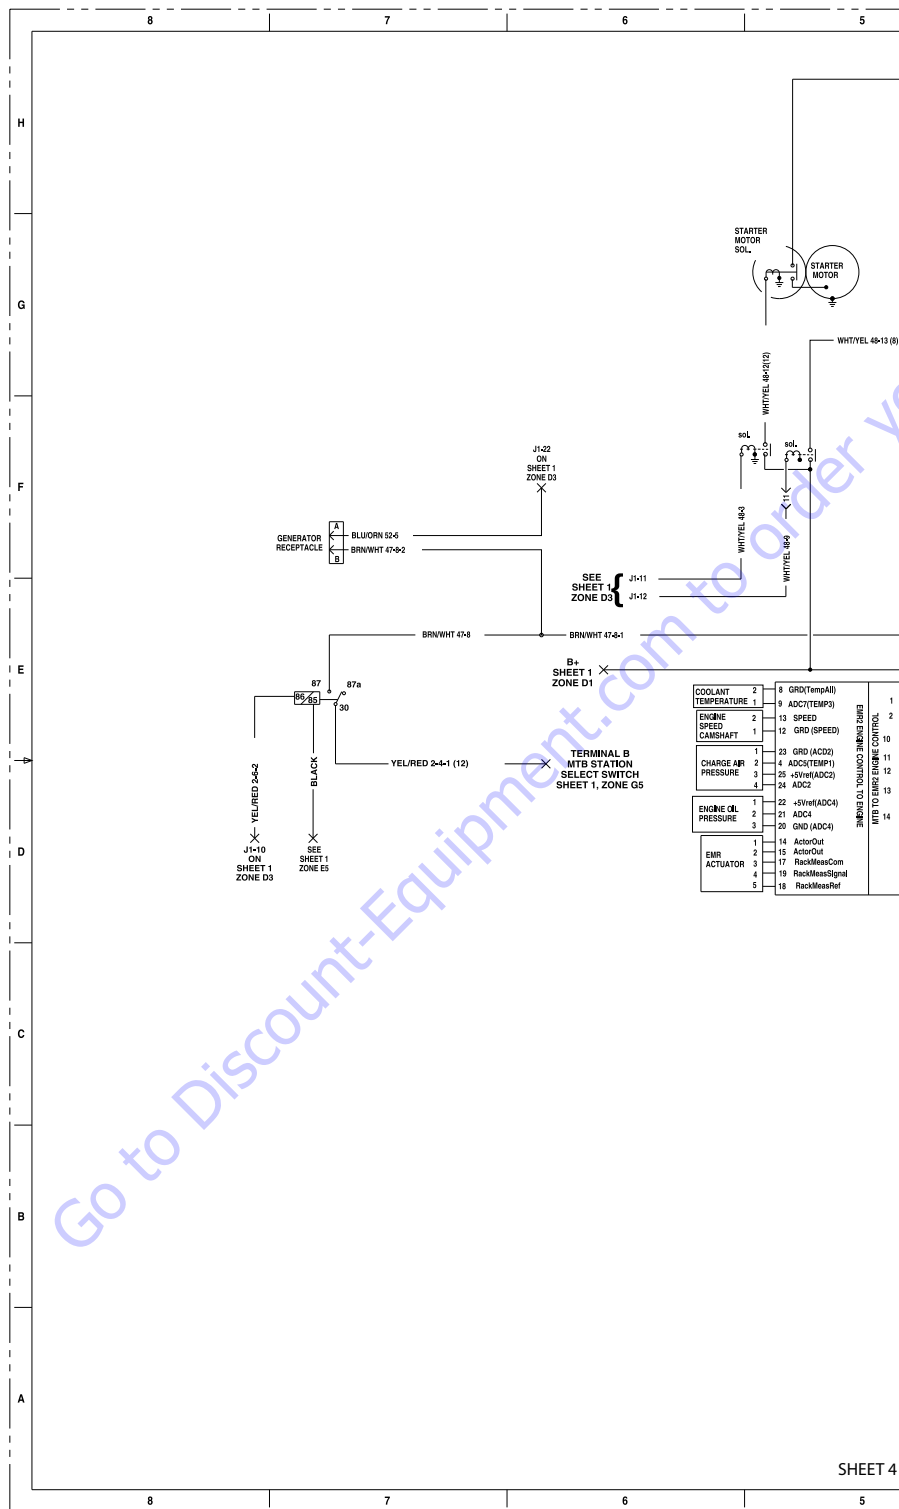 8 7 6 5
H
STARTER
MOTOR
SOL.
STARTER
MOTOR
G
WHT/YEL 48-13 (8)
WHT/YEL 48-12(12)
sol.
sol.
J1-22
ON
SHEET 1
ZONE D3
F
11
A
GENERATOR
RECEPTACLE
BLU/ORN 52-5
BRN/WHT 47-8-2
B
WHT/YEL 48-3
WHT/YEL 48-9
SEE
SHEET 1
ZONE D3
{
J1-11
J1-12
BRN/WHT 47-8
BRN/WHT 47-8-1
E
B+
SHEET 1
ZONE D1
87
87a
86
85
30
YEL/RED 2-6-2
BLACK
YEL/RED 2-4-1 (12)
TERMINAL B
MTB STATION
SELECT SWITCH
SHEET 1, ZONE G5
J1-10
ON
SHEET 1
ZONE D3
SEE
SHEET 1
ZONE E5
D
COOLANT
TEMPERATURE
2 8 GRD(TempAll)
1 9 ADC7(TEMP3)
ENGINE
SPEED
CAMSHAFT
2 13 SPEED
1 12 GRD (SPEED)
CHARGE AIR
PRESSURE
1 23 GRD (ACD2)
2 4 ADC5(TEMP1)
3 25 +5Vref(ADC2)
4 24 ADC2
ENGINE OIL
PRESSURE
1 22 +5Vref(ADC4)
2 21 ADC4
3 20 GND (ADC4)
EMR
ACTUATOR
1 14 ActorOut
2 15 ActorOut
3 17 RackMeasCom
4 19 RackMeasSignal
5 18 RackMeasRef
EMR2 ENGINE CONTROL TO ENGINE
MTB TO EMR2 ENGINE CONTROL
1
2
10
11
12
13
14
C
B
A
Go to Discount-Equipment.com to order yo
SHEET 4
8 7 6 5